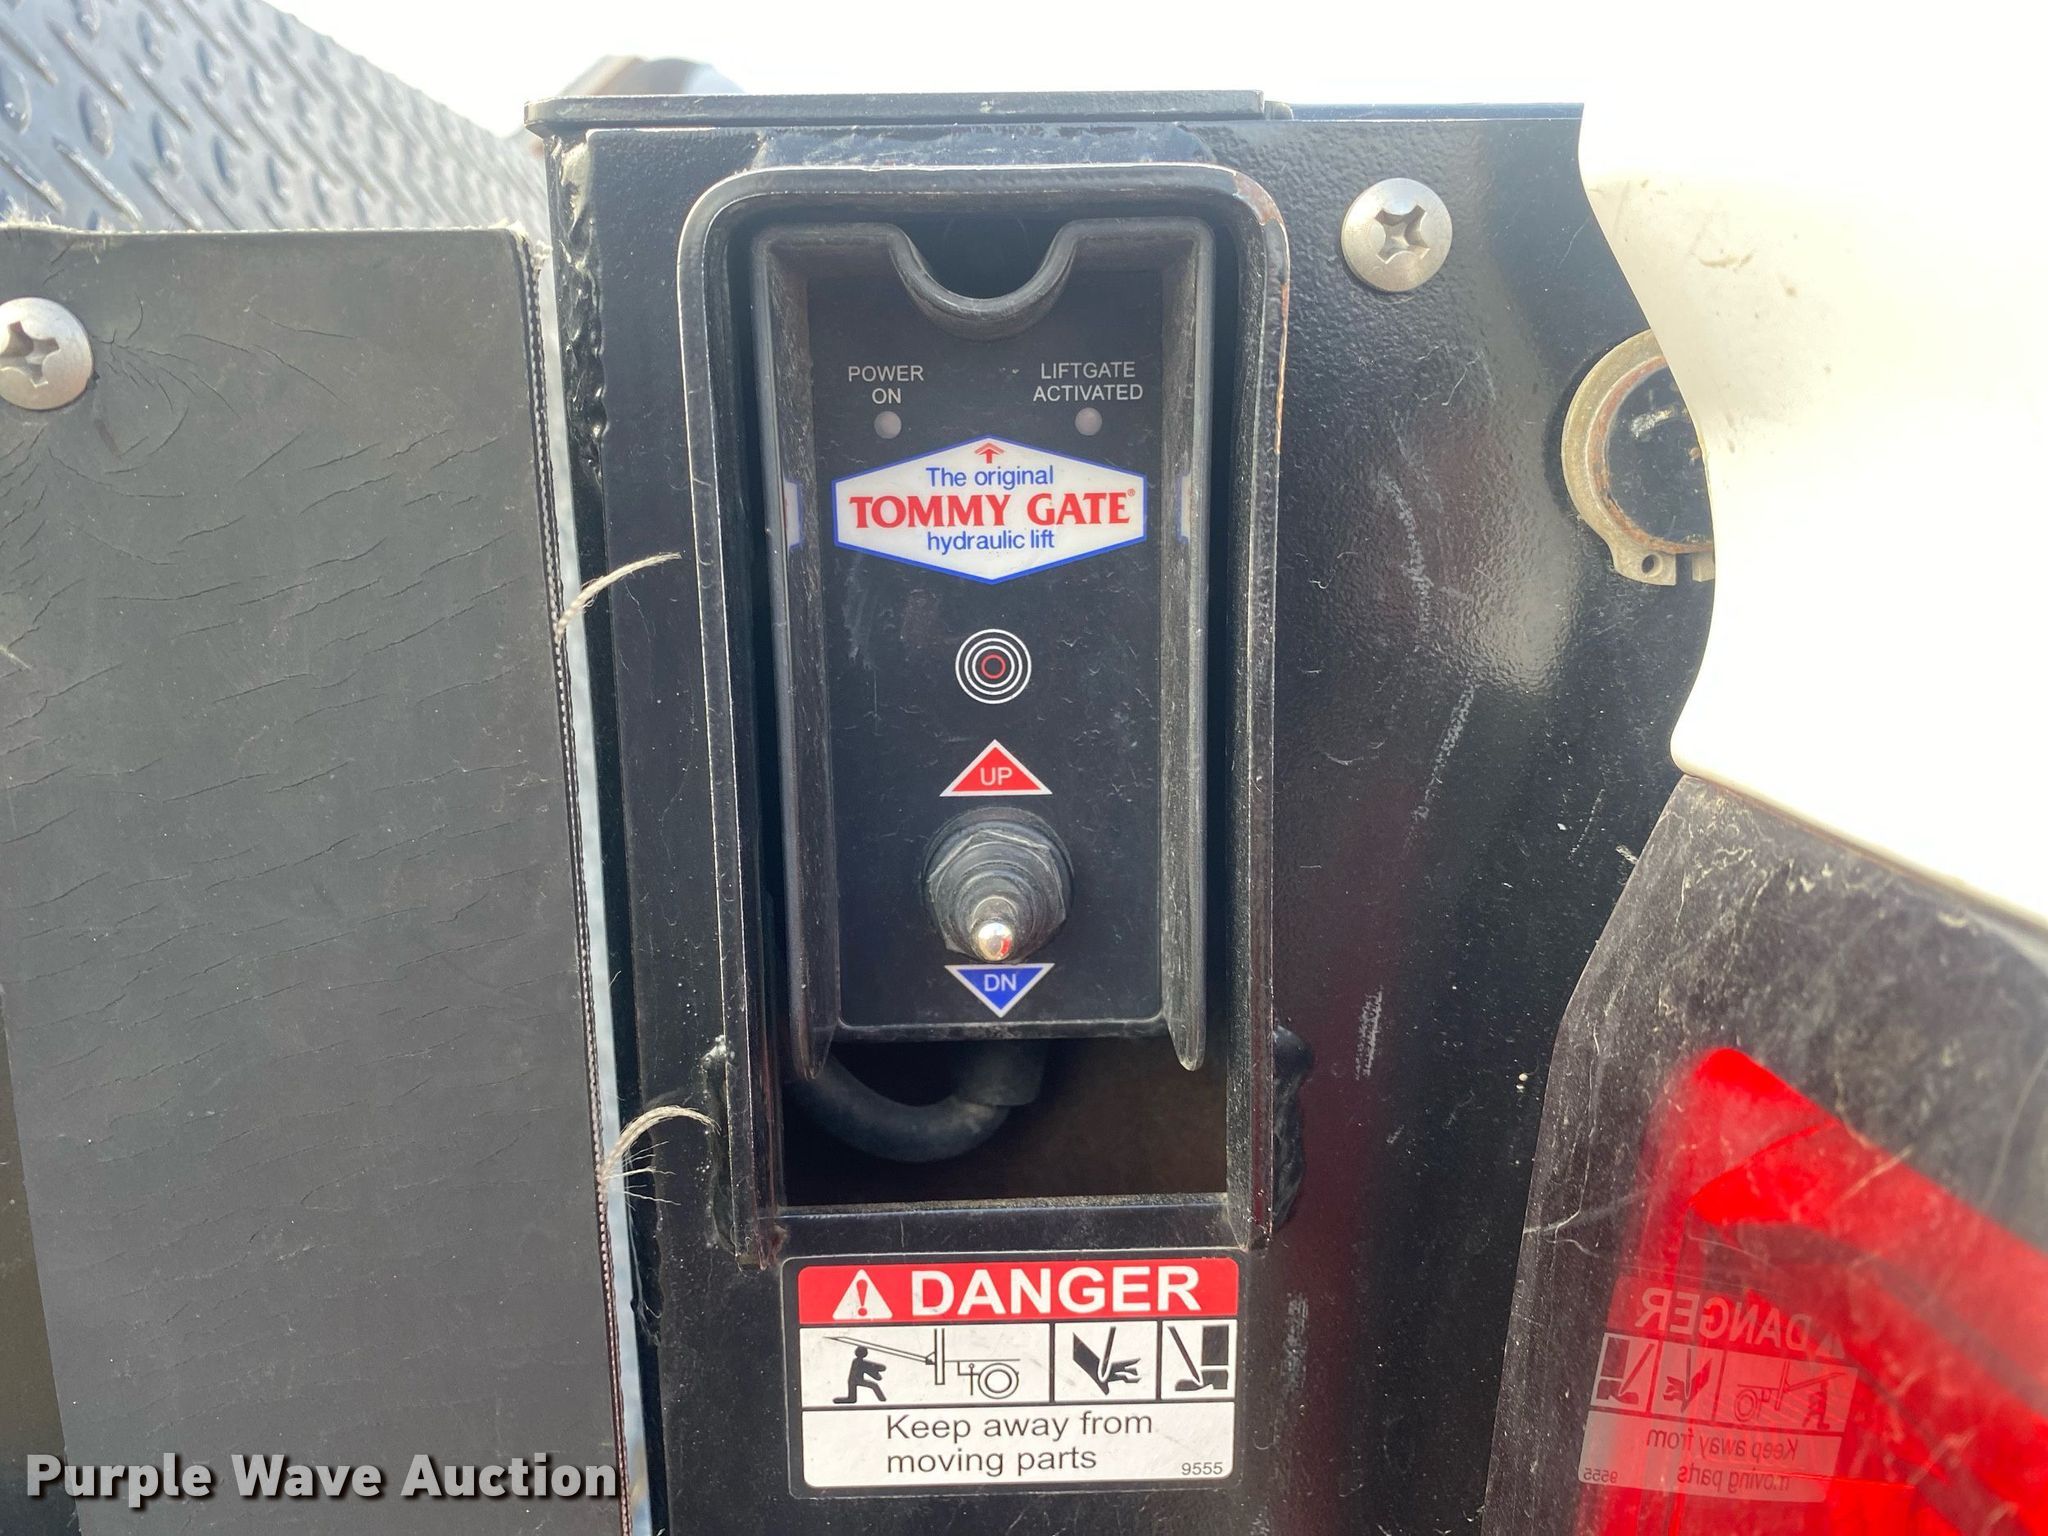 POWER
ON
LIFTGATE
ACTIVATED
The original
TOMMY GATE®
hydraulic lift
UP
DN
DANGER
Keep away from
moving parts
9555
DANGER
Keep away from
moving parts
9555
Purple Wave Auction